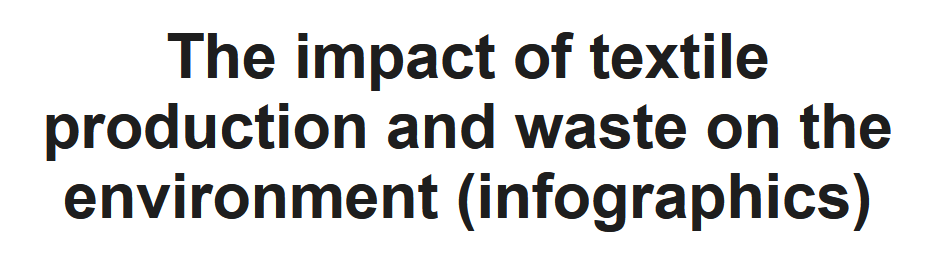 The impact of textile
production and waste on the
environment (infographics)